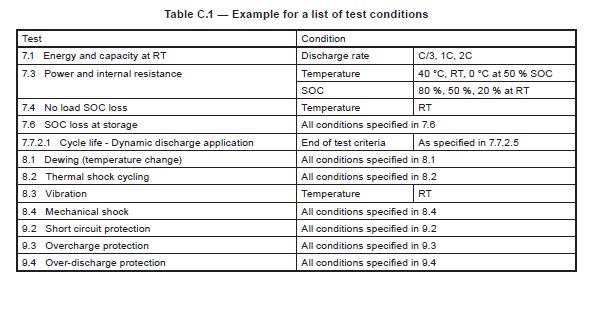 Table C.1 — Example for a list of test conditions
Test Condition
7.1 Energy and capacity at RT Discharge rate C/3, 1C, 2C
7.3 Power and internal resistance Temperature 40 °C, RT, 0 °C at 50 % SOC
SOC 80 %, 50 %, 20 % at RT
7.4 No load SOC loss Temperature RT
7.6 SOC loss at storage All conditions specified in 7.6
7.7.2.1 Cycle life - Dynamic discharge application End of test criteria As specified in 7.7.2.5
8.1 Dewing (temperature change) All conditions specified in 8.1
8.2 Thermal shock cycling All conditions specified in 8.2
8.3 Vibration Temperature RT
8.4 Mechanical shock All conditions specified in 8.4
9.2 Short circuit protection All conditions specified in 9.2
9.3 Overcharge protection All conditions specified in 9.3
9.4 Over-discharge protection All conditions specified in 9.4